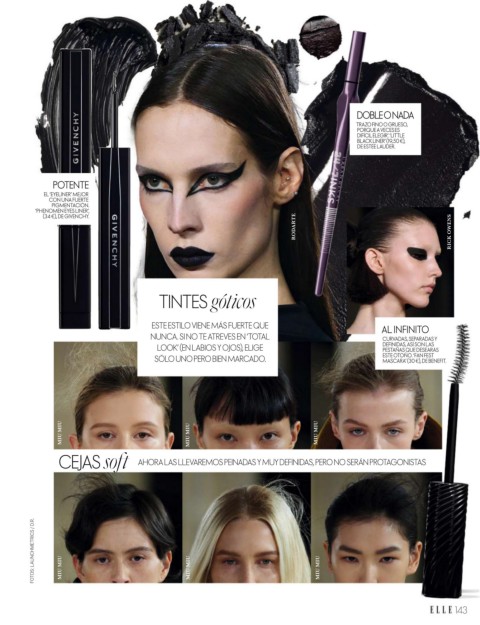 GIVENCHY
GIVENCHY
POTENTE
EL 'EYELINER' MEJOR
CON UNA FUERTE
PIGMENTACIÓN,
'PHENOMEN'EYES LINER',
(34 €), DE GIVENCHY.
DOBLE O NADA
TRAZO FINO O GRUESO,
PORQUE A VECES ES
DIFÍCIL ELEGIR. 'LITTLE
BLACK LINER' (19,50 €),
DE ESTÉE LAUDER.
RODARTE
RICK OWENS
TINTES góticos
ESTE ESTILO VIENE MÁS FUERTE QUE
NUNCA. SI NO TE ATREVES EN 'TOTAL
LOOK' (EN LABIOS Y OJOS), ELIGE
SÓLO UNO PERO BIEN MARCADO.
AL INFINITO
CURVADAS, SEPARADAS Y
DEFINIDAS, ASÍ SON LAS
PESTAÑAS QUE DESEARÁS
ESTE OTOÑO. 'FAN FEST
MASCARA' (30 €), DE BENEFIT.
MIU MIU
MIU MIU
MIU MIU
CEJAS soft
AHORA LAS LLEVAREMOS PEINADAS Y MUY DEFINIDAS, PERO NO SERÁN PROTAGONISTAS
MIU MIU
MIU MIU
MIU MIU
FOTOS: LAUNCHMETRICS / D.R.
ELLE 143